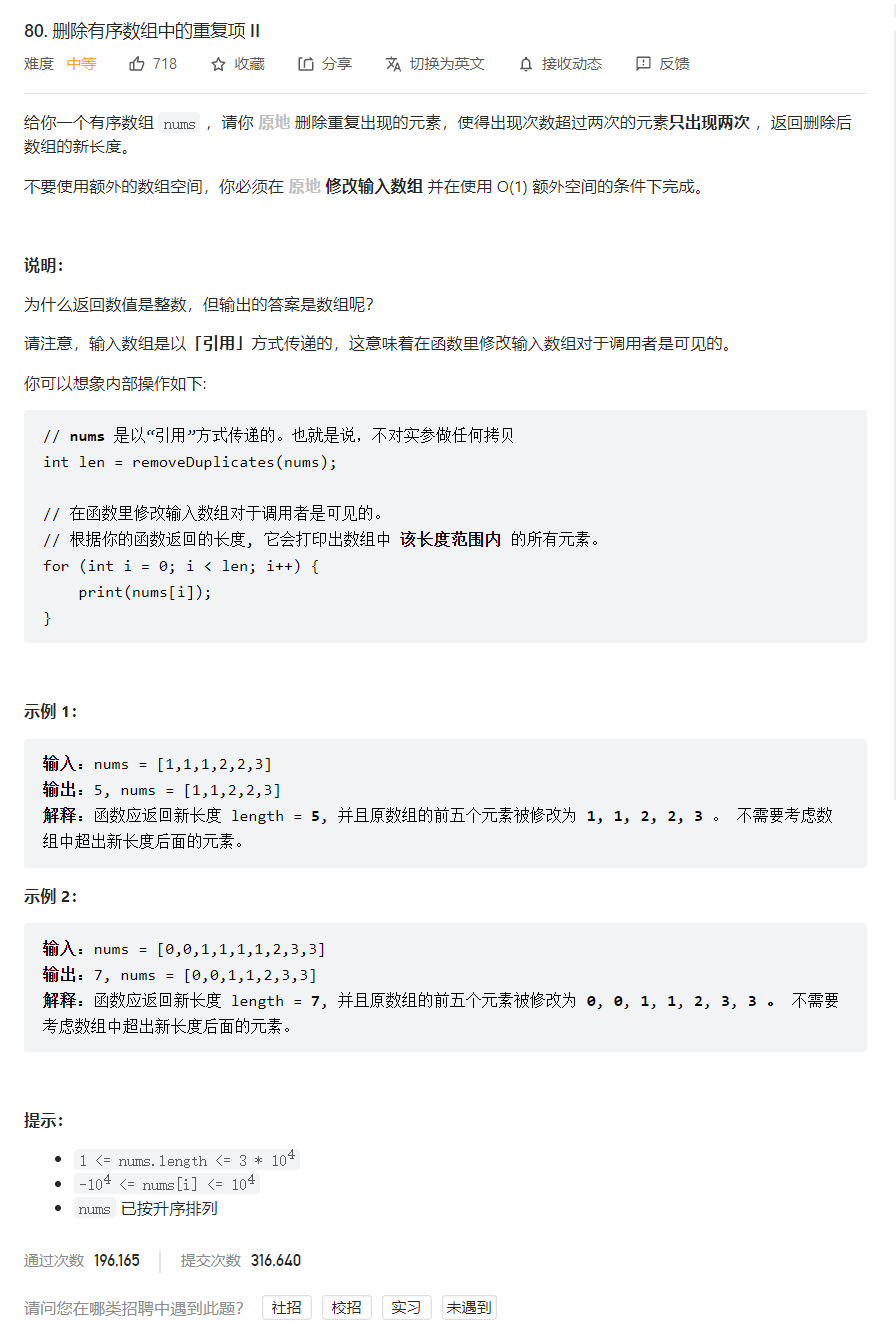 80. 删除有序数组中的重复项 II
难度 中等 718 收藏 分享 切换为英文 接收动态 反馈
给你一个有序数组 nums ，请你 原地 删除重复出现的元素，使得出现次数超过两次的元素只出现两次 ，返回删除后
数组的新长度。
不要使用额外的数组空间，你必须在 原地 修改输入数组 并在使用 O(1) 额外空间的条件下完成。
说明：
为什么返回数值是整数，但输出的答案是数组呢？
请注意，输入数组是以「引用」方式传递的，这意味着在函数里修改输入数组对于调用者是可见的。
你可以想象内部操作如下:
// nums 是以“引用”方式传递的。也就是说，不对实参做任何拷贝
int len = removeDuplicates(nums);
// 在函数里修改输入数组对于调用者是可见的。
// 根据你的函数返回的长度, 它会打印出数组中 该长度范围内 的所有元素。
for (int i = 0; i < len; i++) {
    print(nums[i]);
}
示例 1：
输入：nums = [1,1,1,2,2,3]
输出：5, nums = [1,1,2,2,3]
解释：函数应返回新长度 length = 5, 并且原数组的前五个元素被修改为 1, 1, 2, 2, 3 。 不需要考虑数
组中超出新长度后面的元素。
示例 2：
输入：nums = [0,0,1,1,1,1,2,3,3]
输出：7, nums = [0,0,1,1,2,3,3]
解释：函数应返回新长度 length = 7, 并且原数组的前五个元素被修改为 0, 0, 1, 1, 2, 3, 3 。 不需要
考虑数组中超出新长度后面的元素。
提示：
• 1 <= nums.length <= 3 * 10⁴
• -10⁴ <= nums[i] <= 10⁴
• nums 已按升序排列
通过次数 196,165 提交次数 316,640
请问您在哪类招聘中遇到此题？ 社招 校招 实习 未遇到